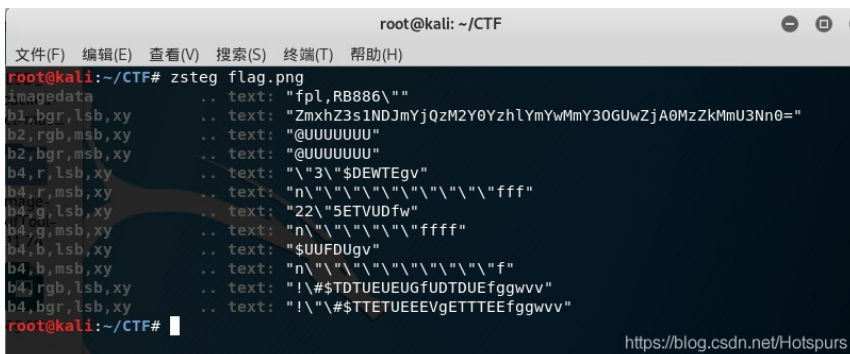 root@kali: ~/CTF
文件(F) 编辑(E) 查看(V) 搜索(S) 终端(T) 帮助(H)
root@kali:~/CTF# zsteg flag.png
imagedata .. text: "fpl,RB886\""
b1,bgr,lsb,xy .. text: "ZmxhZ3s1NDJmYjQzM2Y0YzhlYmYwMmY3OGUwZjA0MzZkMmU3Nn0="
b2,rgb,msb,xy .. text: "@UUUUUUU"
b2,bgr,msb,xy .. text: "@UUUUUUU"
b4,r,lsb,xy .. text: "\"3\"$DEWTEgv"
b4,r,msb,xy .. text: "n\"\"\"\"\"\"\"\"\"fff"
b4,g,lsb,xy .. text: "22\"5ETVUDfw"
b4,g,msb,xy .. text: "n\"\"\"\"\"\"ffff"
b4,b,lsb,xy .. text: "$UUFDUgv"
b4,b,msb,xy .. text: "n\"\"\"\"\"\"\"\"\"f"
b4,rgb,lsb,xy .. text: "!\#$TDTUEUEUGfUDTDUEfggwvv"
b4,bgr,lsb,xy .. text: "!\"\#$TTETUEEEVgETTTEEfggwvv"
root@kali:~/CTF#
https://blog.csdn.net/Hotspurs